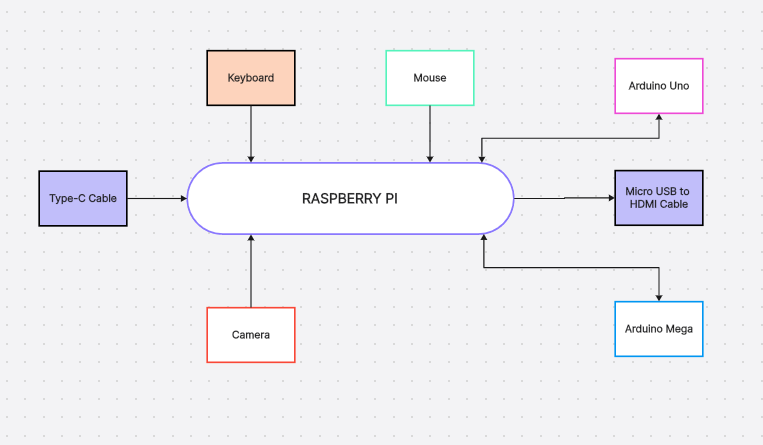 Keyboard
Mouse
Arduino Uno
Type-C Cable
RASPBERRY PI
Micro USB to
HDMI Cable
Camera
Arduino Mega